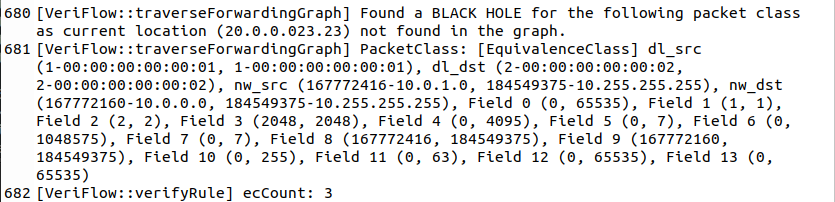 680 [VeriFlow::traverseForwardingGraph] Found a BLACK HOLE for the following packet class
as current location (20.0.0.023.23) not found in the graph.
681 [VeriFlow::traverseForwardingGraph] PacketClass: [EquivalenceClass] dl_src
(1-00:00:00:00:00:01, 1-00:00:00:00:00:01), dl_dst (2-00:00:00:00:00:02,
2-00:00:00:00:00:02), nw_src (167772416-10.0.1.0, 184549375-10.255.255.255), nw_dst
(167772160-10.0.0.0, 184549375-10.255.255.255), Field 0 (0, 65535), Field 1 (1, 1),
Field 2 (2, 2), Field 3 (2048, 2048), Field 4 (0, 4095), Field 5 (0, 7), Field 6 (0,
1048575), Field 7 (0, 7), Field 8 (167772416, 184549375), Field 9 (167772160,
184549375), Field 10 (0, 255), Field 11 (0, 63), Field 12 (0, 65535), Field 13 (0,
65535)
682 [VeriFlow::verifyRule] ecCount: 3